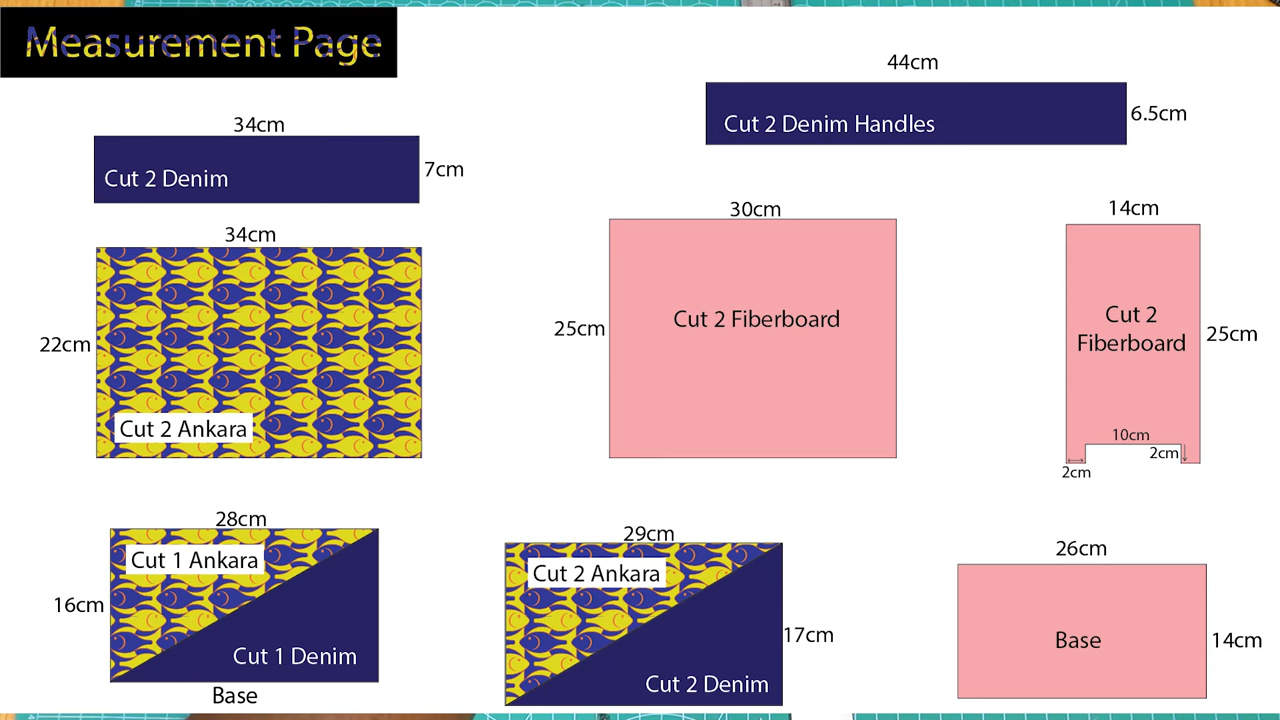 Measurement Page
44cm
Cut 2 Denim Handles
6.5cm
34cm
Cut 2 Denim
7cm
34cm
22cm
Cut 2 Ankara
30cm
25cm
Cut 2 Fiberboard
14cm
Cut 2
Fiberboard
25cm
10cm
2cm
2cm
28cm
Cut 1 Ankara
16cm
Cut 1 Denim
Base
29cm
Cut 2 Ankara
17cm
Cut 2 Denim
26cm
Base
14cm